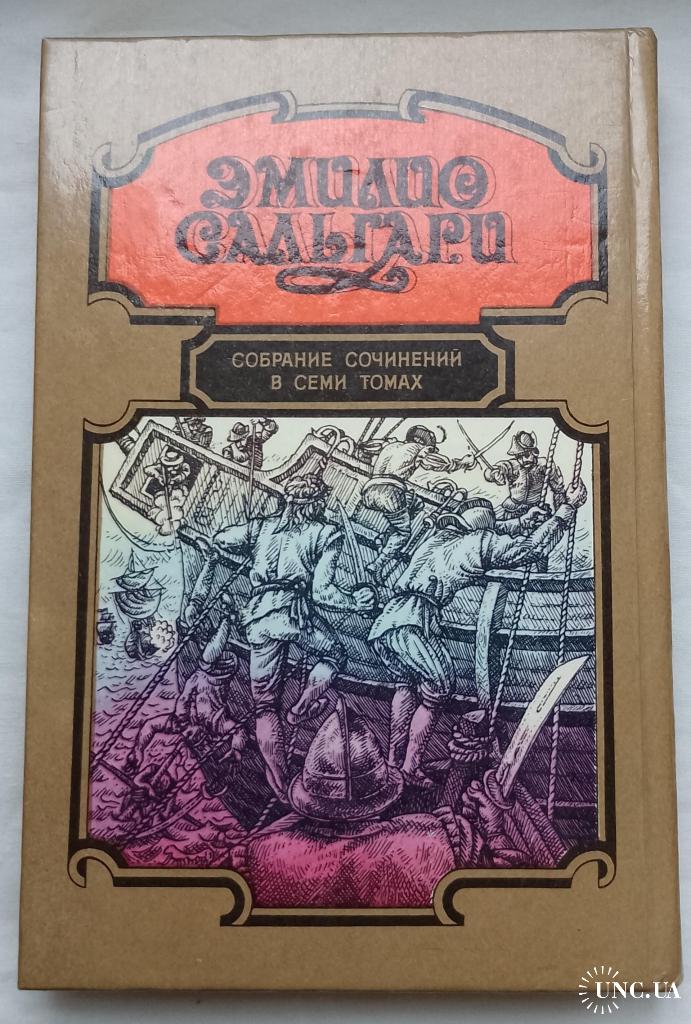 ЭМИЛИО
САЛЬГАРИ
СОБРАНИЕ СОЧИНЕНИЙ
В СЕМИ ТОМАХ
UNC.UA